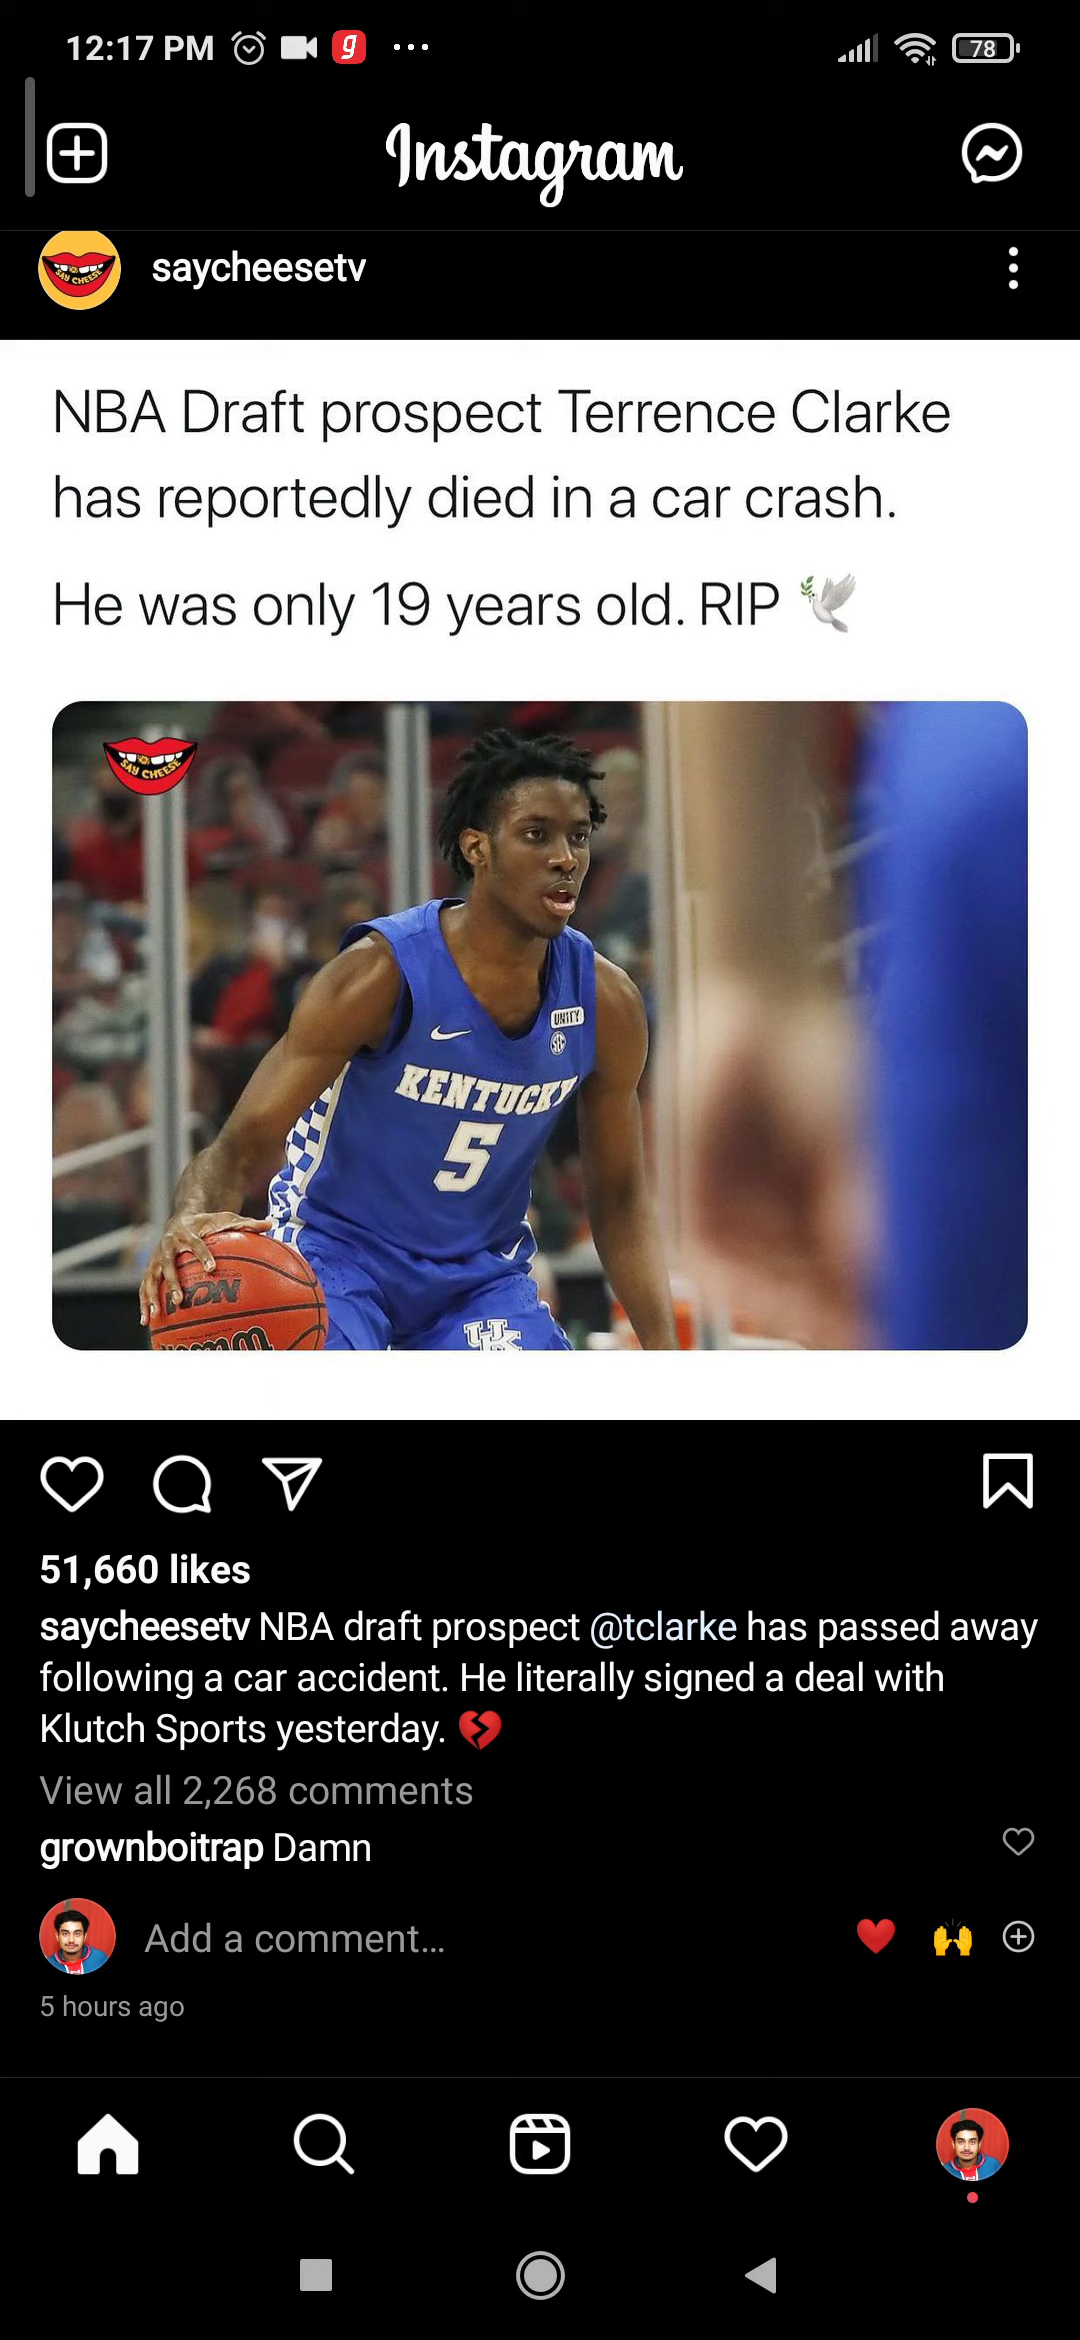 12:17 PM
78
Instagram
saycheesetv
NBA Draft prospect Terrence Clarke
has reportedly died in a car crash.
He was only 19 years old. RIP 🕊️
SAY CHEESE
UNITY
SEC
KENTUCKY
5
UK
51,660 likes
saycheesetv NBA draft prospect @tclarke has passed away
following a car accident. He literally signed a deal with
Klutch Sports yesterday. 💔
View all 2,268 comments
grownboitrap Damn
Add a comment...
5 hours ago